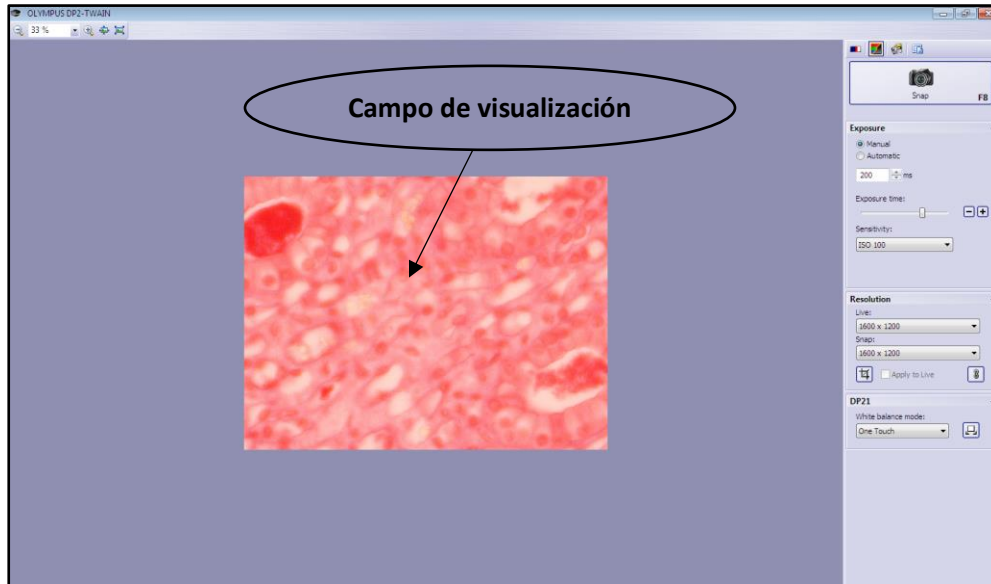 OLYMPUS DP2-TWAIN
33 %
Snap
F8
Campo de visualización
Exposure
Manual
Automatic
200 ms
Exposure time:
Sensitivity:
ISO 100
Resolution
Live:
1600 x 1200
Snap:
1600 x 1200
Apply to Live
DP21
White balance mode:
One Touch